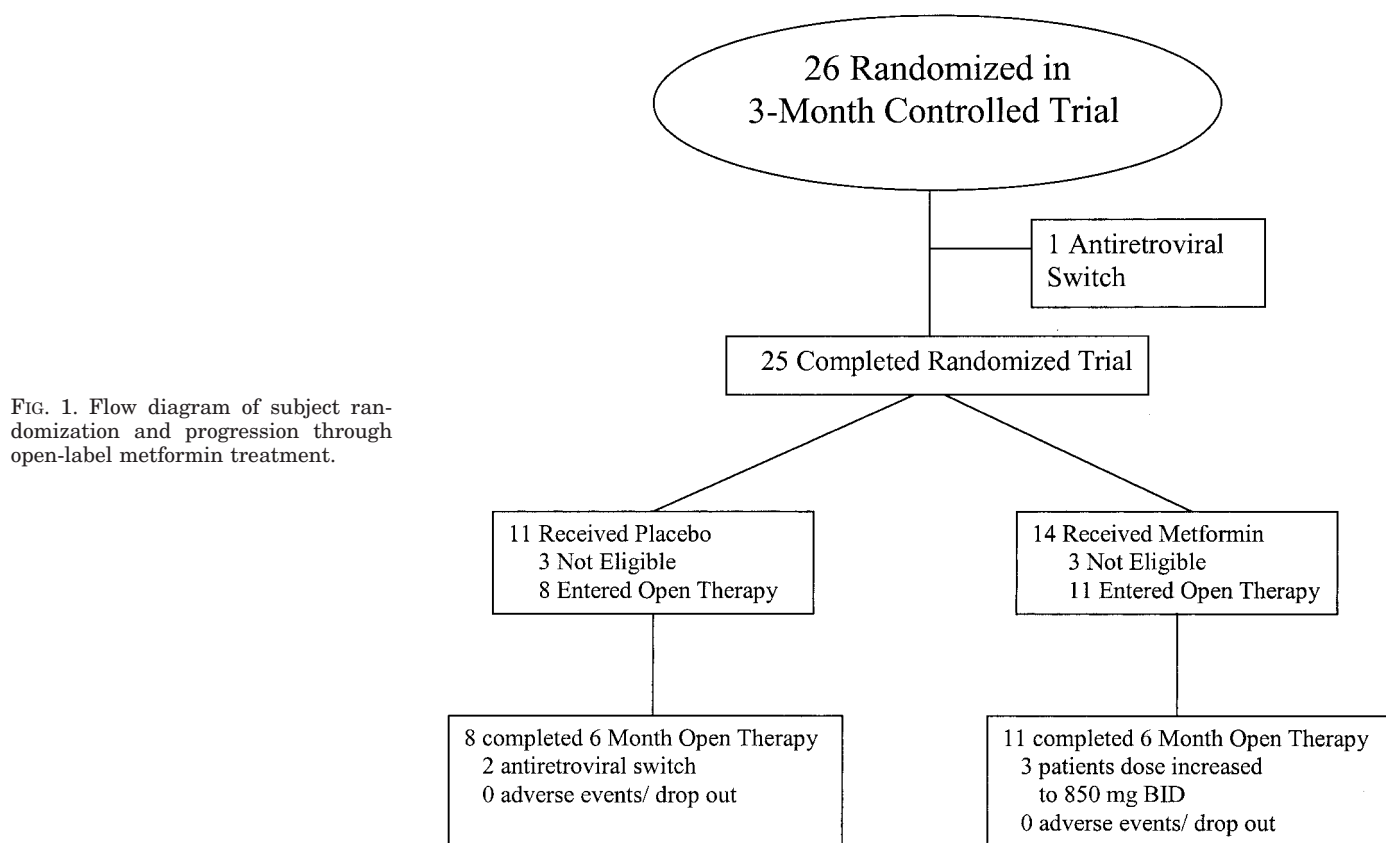 26 Randomized in
3-Month Controlled Trial
1 Antiretroviral
Switch
25 Completed Randomized Trial
FIG. 1. Flow diagram of subject ran-
domization and progression through
open-label metformin treatment.
11 Received Placebo
3 Not Eligible
8 Entered Open Therapy
14 Received Metformin
3 Not Eligible
11 Entered Open Therapy
8 completed 6 Month Open Therapy
2 antiretroviral switch
0 adverse events/ drop out
11 completed 6 Month Open Therapy
3 patients dose increased
to 850 mg BID
0 adverse events/ drop out